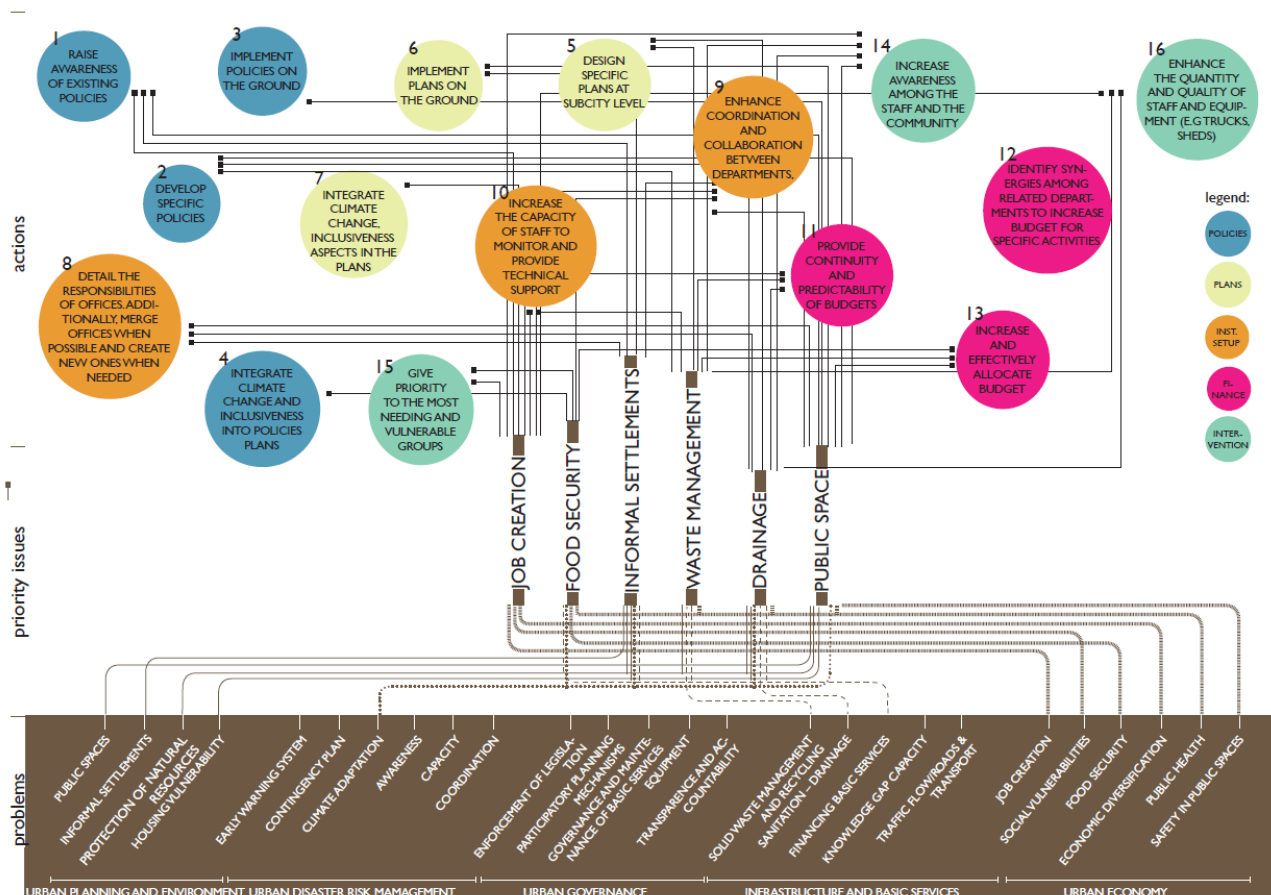 1
RAISE
AWARENESS
OF EXISTING
POLICIES
3
IMPLEMENT
POLICIES ON
THE GROUND
6
IMPLEMENT
PLANS ON
THE GROUND
5
DESIGN
SPECIFIC
PLANS AT
SUBCITY LEVEL
14
INCREASE
AWARENESS
AMONG THE
STAFF AND THE
COMMUNITY
16
ENHANCE
THE QUANTITY
AND QUALITY OF
STAFF AND EQUIP-
MENT (E.G TRUCKS,
SHEDS)
9
ENHANCE
COORDINATION
AND
COLLABORATION
BETWEEN
DEPARTMENTS,
2
DEVELOP
SPECIFIC
POLICIES
7
INTEGRATE
CLIMATE
CHANGE,
INCLUSIVENESS
ASPECTS IN THE
PLANS
10
INCREASE
THE CAPACITY
OF STAFF TO
MONITOR AND
PROVIDE
TECHNICAL
SUPPORT
12
IDENTIFY SYN-
ERGIES AMONG
RELATED DEPART-
MENTS TO INCREASE
BUDGET FOR
SPECIFIC ACTIVITIES
11
PROVIDE
CONTINUITY
AND
PREDICTABILITY
OF BUDGETS
8
DETAIL THE
RESPONSIBILITIES
OF OFFICES. ADDI-
TIONALLY, MERGE
OFFICES WHEN
POSSIBLE AND CREATE
NEW ONES WHEN
NEEDED
4
INTEGRATE
CLIMATE
CHANGE AND
INCLUSIVENESS
INTO POLICIES
PLANS
15
GIVE
PRIORITY
TO THE MOST
NEEDING AND
VULNERABLE
GROUPS
13
INCREASE
AND
EFFECTIVELY
ALLOCATE
BUDGET
legend:
POLICIES
PLANS
INST.
SETUP
FI-
NANCE
INTER-
VENTION
actions
priority issues
problems
JOB CREATION
FOOD SECURITY
INFORMAL SETTLEMENTS
WASTE MANAGEMENT
DRAINAGE
PUBLIC SPACE
PUBLIC SPACES
INFORMAL SETTLEMENTS
PROTECTION OF NATURAL
RESOURCES
HOUSING VULNERABILITY
EARLY WARNING SYSTEM
CONTINGENCY PLAN
CLIMATE ADAPTATION
AWARENESS
CAPACITY
COORDINATION
ENFORCEMENT OF LEGISLA-
TION
PARTICIPATORY PLANNING
MECHANISMS
GOVERNANCE AND MAINTE-
NANCE OF BASIC SERVICES
EQUIPMENT
TRANSPARENCE AND AC-
COUNTABILITY
SOLID WASTE MANAGEMENT
AND RECYCLING
SANITATION – DRAINAGE
FINANCING BASIC SERVICES
KNOWLEDGE GAP CAPACITY
TRAFFIC FLOW/ROADS &
TRANSPORT
JOB CREATION
SOCIAL VULNERABILITIES
FOOD SECURITY
ECONOMIC DIVERSIFICATION
PUBLIC HEALTH
SAFETY IN PUBLIC SPACES
URBAN PLANNING AND ENVIRONMENT
URBAN DISASTER RISK MAMAGEMENT
URBAN GOVERNANCE
INFRASTRUCTURE AND BASIC SERVICES
URBAN ECONOMY